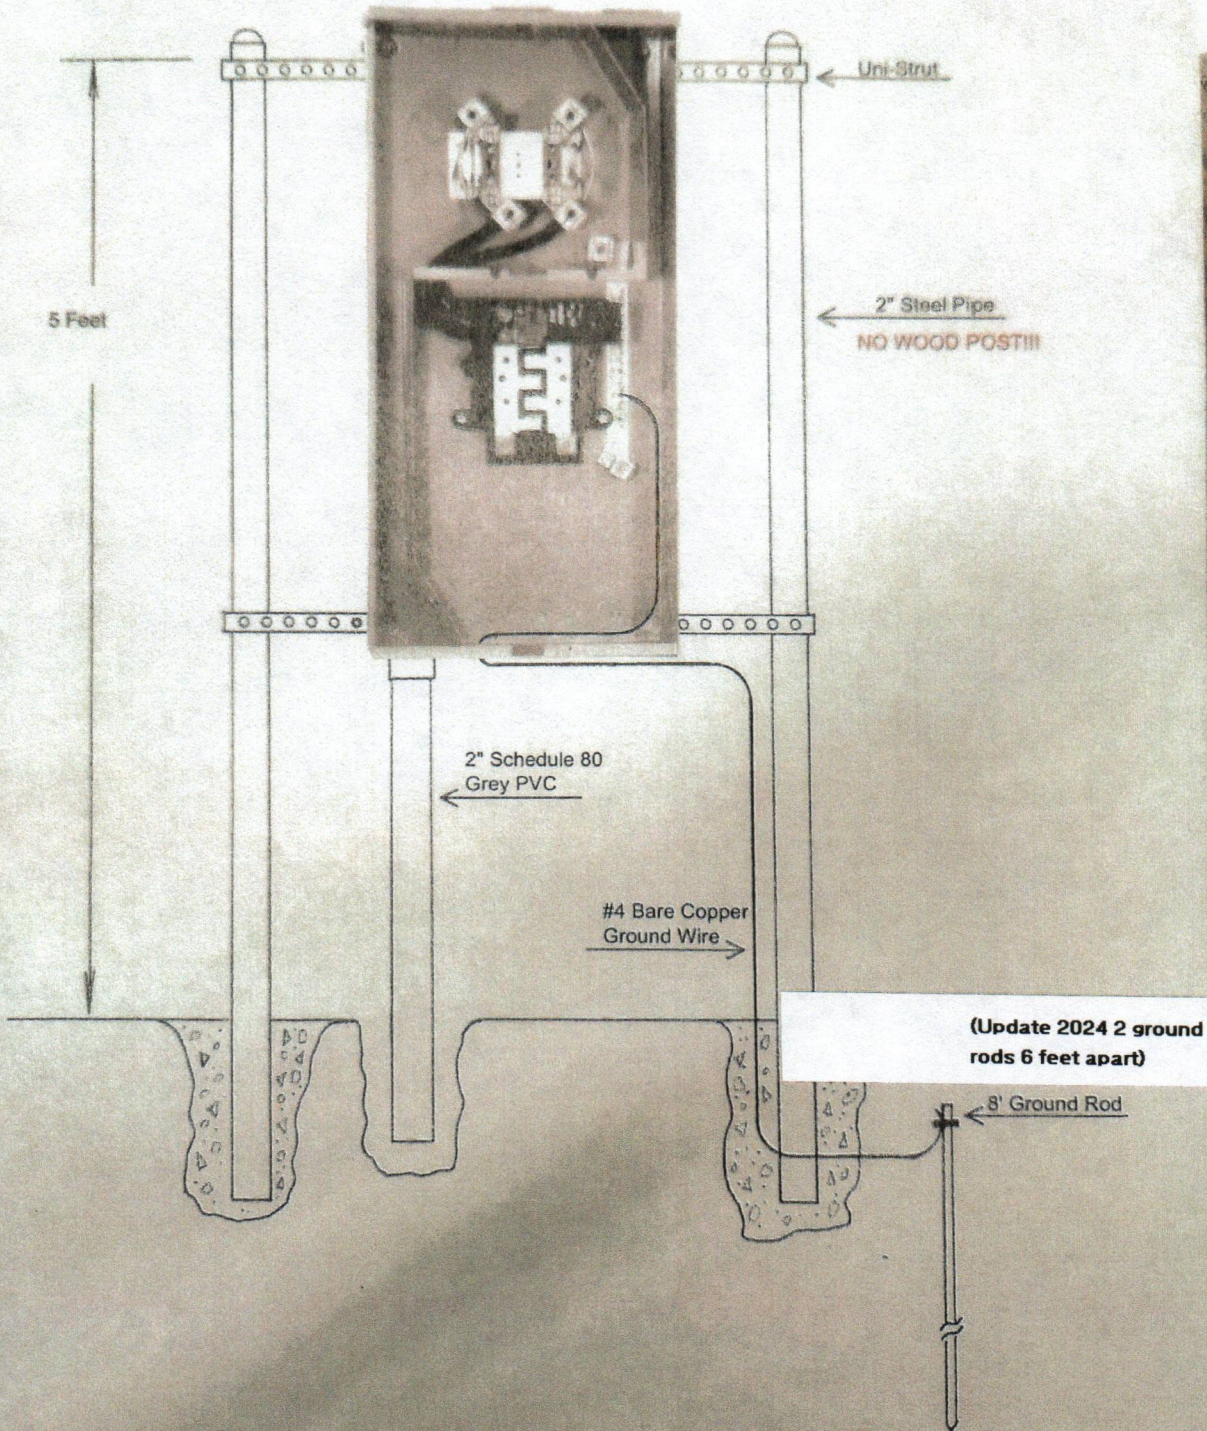 Uni-Strut
5 Feet
2" Steel Pipe
NO WOOD POST!!!
2" Schedule 80
Grey PVC
#4 Bare Copper
Ground Wire
(Update 2024 2 ground
rods 6 feet apart)
8' Ground Rod